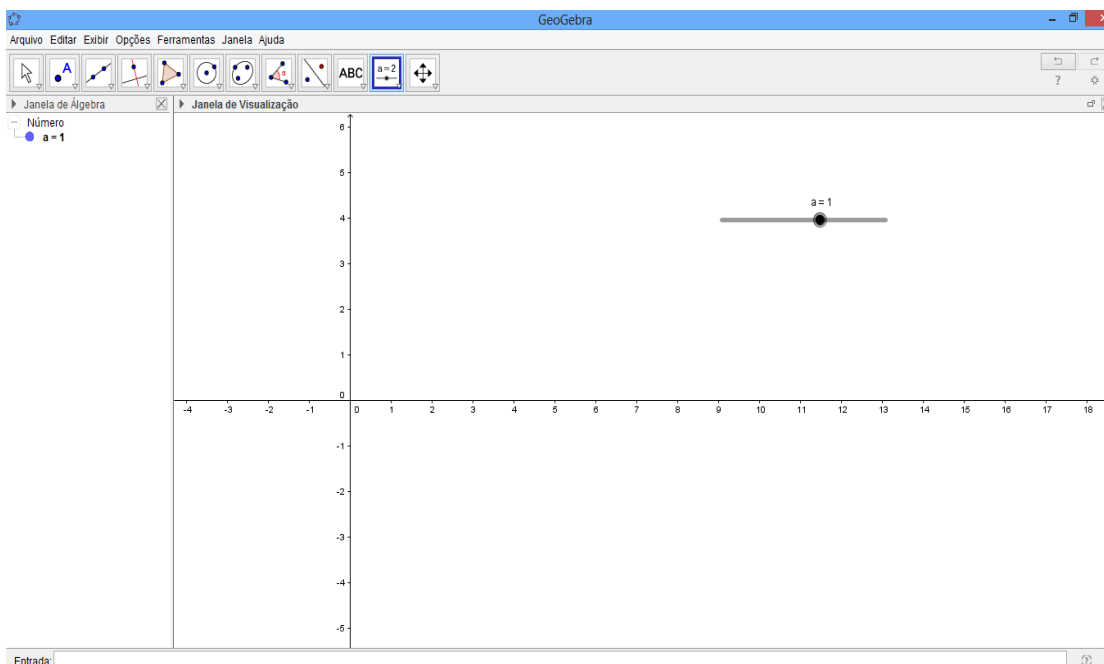 GeoGebra
Arquivo Editar Exibir Opções Ferramentas Janela Ajuda
A
α
ABC
a=2
?
Janela de Álgebra
Janela de Visualização
Número
a = 1
a = 1
6
5
4
3
2
1
0
-4 -3 -2 -1 0 1 2 3 4 5 6 7 8 9 10 11 12 13 14 15 16 17 18
-1
-2
-3
-4
-5
Entrada:
?